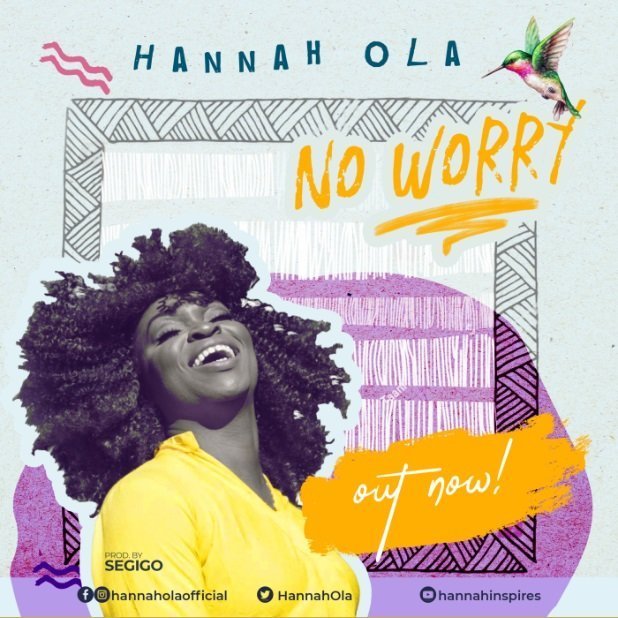 HANNAH OLA
NO WORRY
out now!
PROD. BY
SEGIGO
hannaholaofficial
HannahOla
hannahinspires